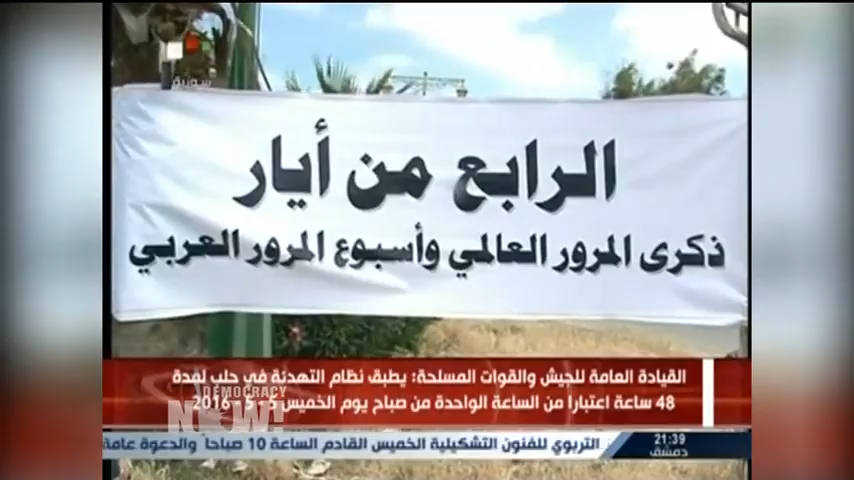 سورية
الرابع من أيار
ذكرى المرور العالمي وأسبوع المرور العربي
القيادة العامة للجيش والقوات المسلحة: يطبق نظام التهدئة في حلب لمدة
48 ساعة اعتبارا من الساعة الواحدة من صباح يوم الخميس 5-5-2016
DEMOCRACY
NOW!
التربوي للفنون التشكيلية الخميس القادم الساعة 10 صباحاً والدعوة عامة
21:39
دمشق